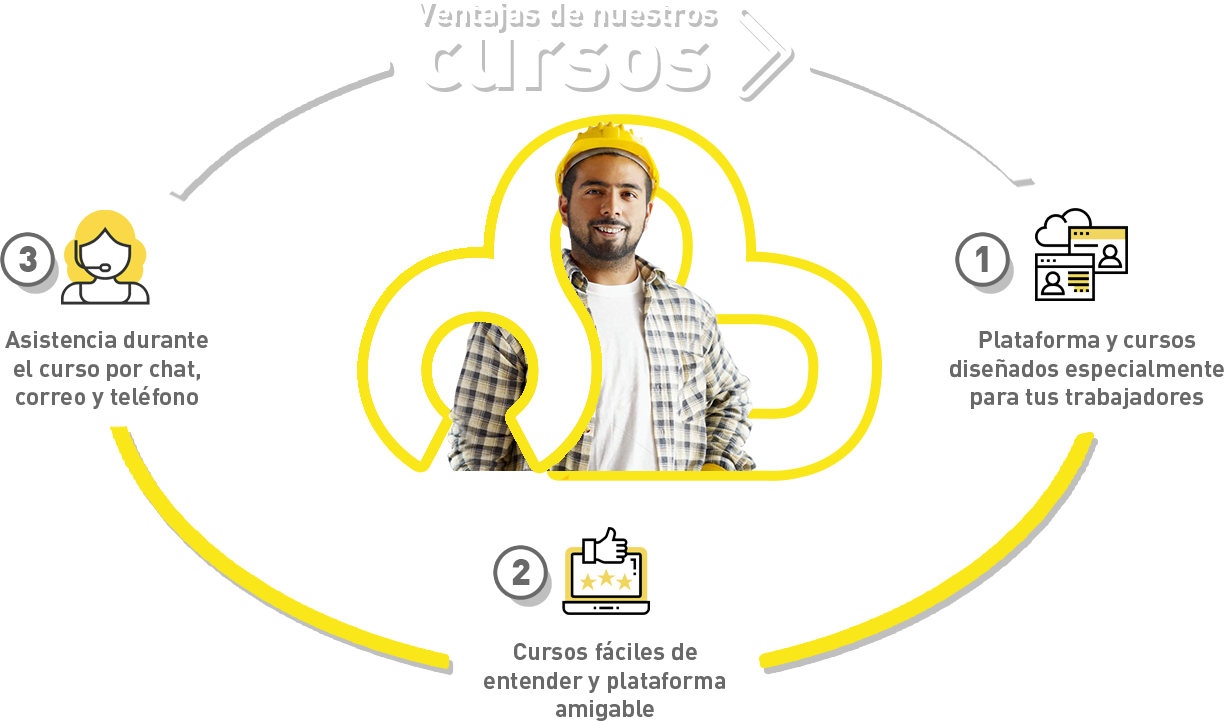 Ventajas de nuestros
cursos
1
Plataforma y cursos
diseñados especialmente
para tus trabajadores
2
Cursos fáciles de
entender y plataforma
amigable
3
Asistencia durante
el curso por chat,
correo y teléfono